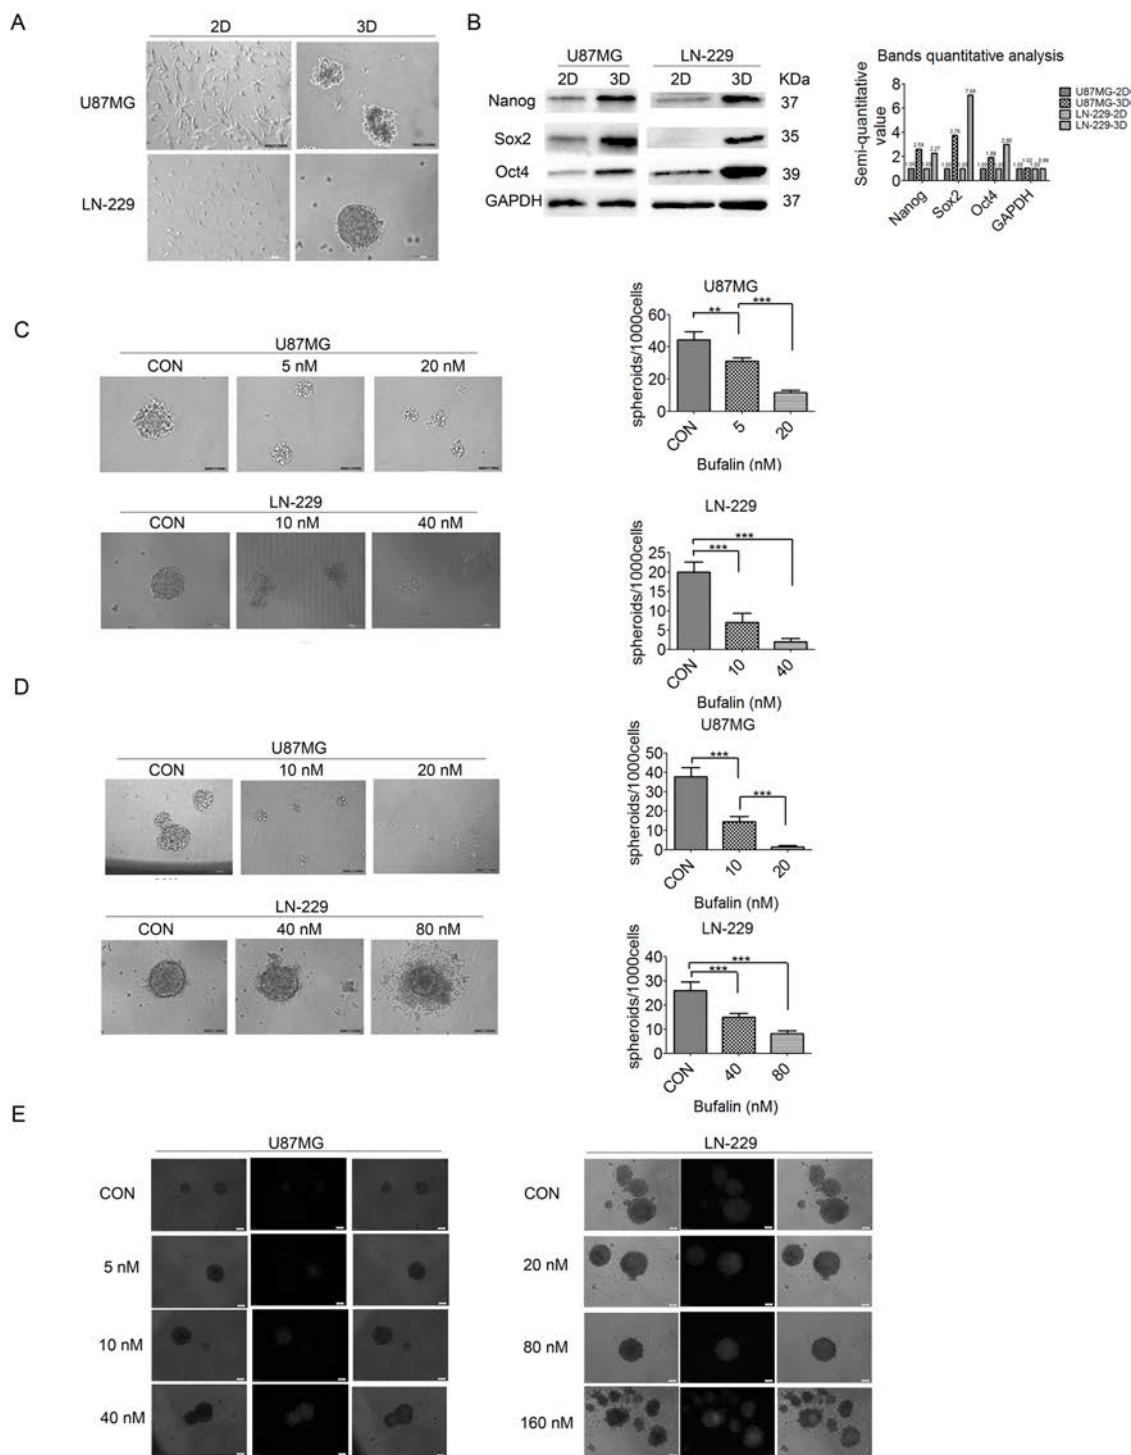 A
2D 3D
U87MG
LN-229
B
U87MG LN-229
2D 3D 2D 3D KDa
Nanog 37
Sox2 35
Oct4 39
GAPDH 37
Bands quantitative analysis
Semi-quantitative value
8
6
4
2
0
Nanog Sox2 Oct4 GAPDH
U87MG-2D
U87MG-3D
LN-229-2D
LN-229-3D
C
U87MG
CON 5 nM 20 nM
LN-229
CON 10 nM 40 nM
U87MG
spheroids/1000cells
60
40
20
0
** ***
CON 5 20
Bufalin (nM)
LN-229
spheroids/1000cells
25
20
15
10
5
0
***
***
CON 10 40
Bufalin (nM)
D
U87MG
CON 10 nM 20 nM
LN-229
CON 40 nM 80 nM
U87MG
spheroids/1000cells
50
40
30
20
10
0
***
***
CON 10 20
Bufalin (nM)
LN-229
spheroids/1000cells
40
30
20
10
0
***
***
CON 40 80
Bufalin (nM)
E
U87MG
CON
5 nM
10 nM
40 nM
LN-229
CON
20 nM
80 nM
160 nM